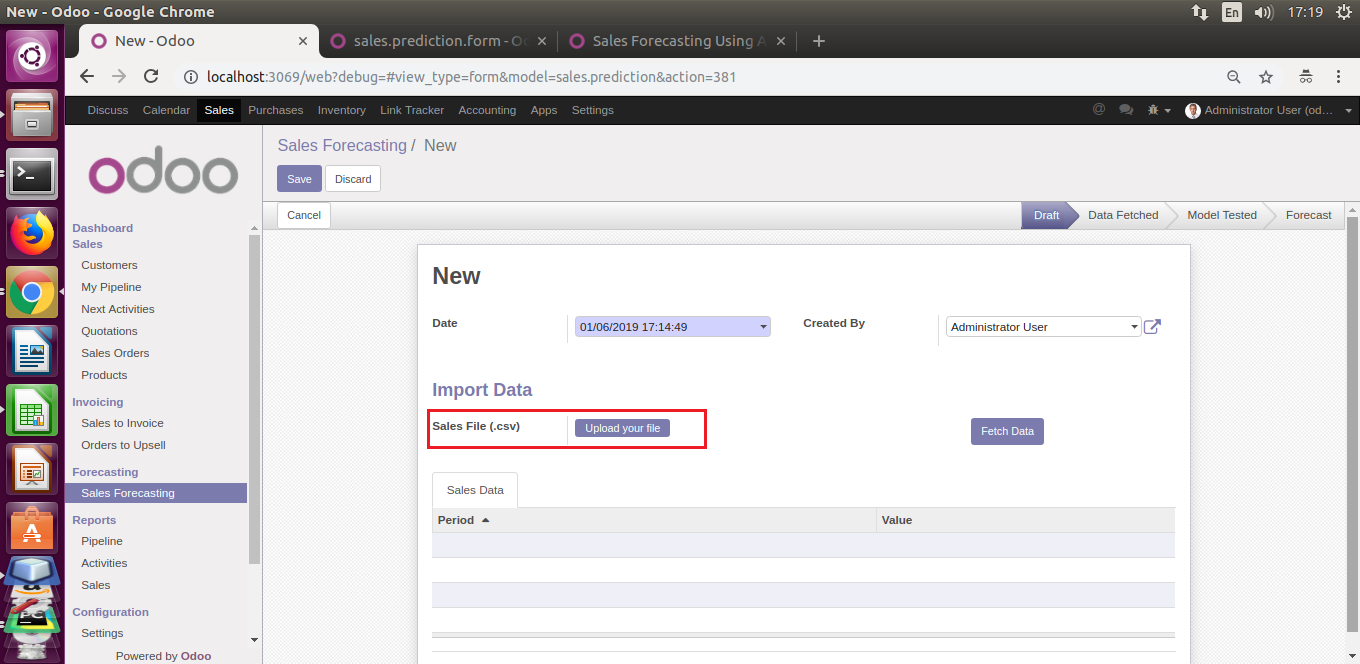 New - Odoo - Google Chrome
En
17:19
New - Odoo
sales.prediction.form - O
Sales Forecasting Using A
localhost:3069/web?debug=#view_type=form&model=sales.prediction&action=381
Discuss Calendar Sales Purchases Inventory Link Tracker Accounting Apps Settings
@
Administrator User (od...
odoo
Dashboard
Sales
Customers
My Pipeline
Next Activities
Quotations
Sales Orders
Products
Invoicing
Sales to Invoice
Orders to Upsell
Forecasting
Sales Forecasting
Reports
Pipeline
Activities
Sales
Configuration
Settings
Powered by Odoo
Sales Forecasting / New
Save Discard
Cancel
Draft Data Fetched Model Tested Forecast
New
Date 01/06/2019 17:14:49
Created By Administrator User
Import Data
Sales File (.csv) Upload your file
Fetch Data
Sales Data
Period Value